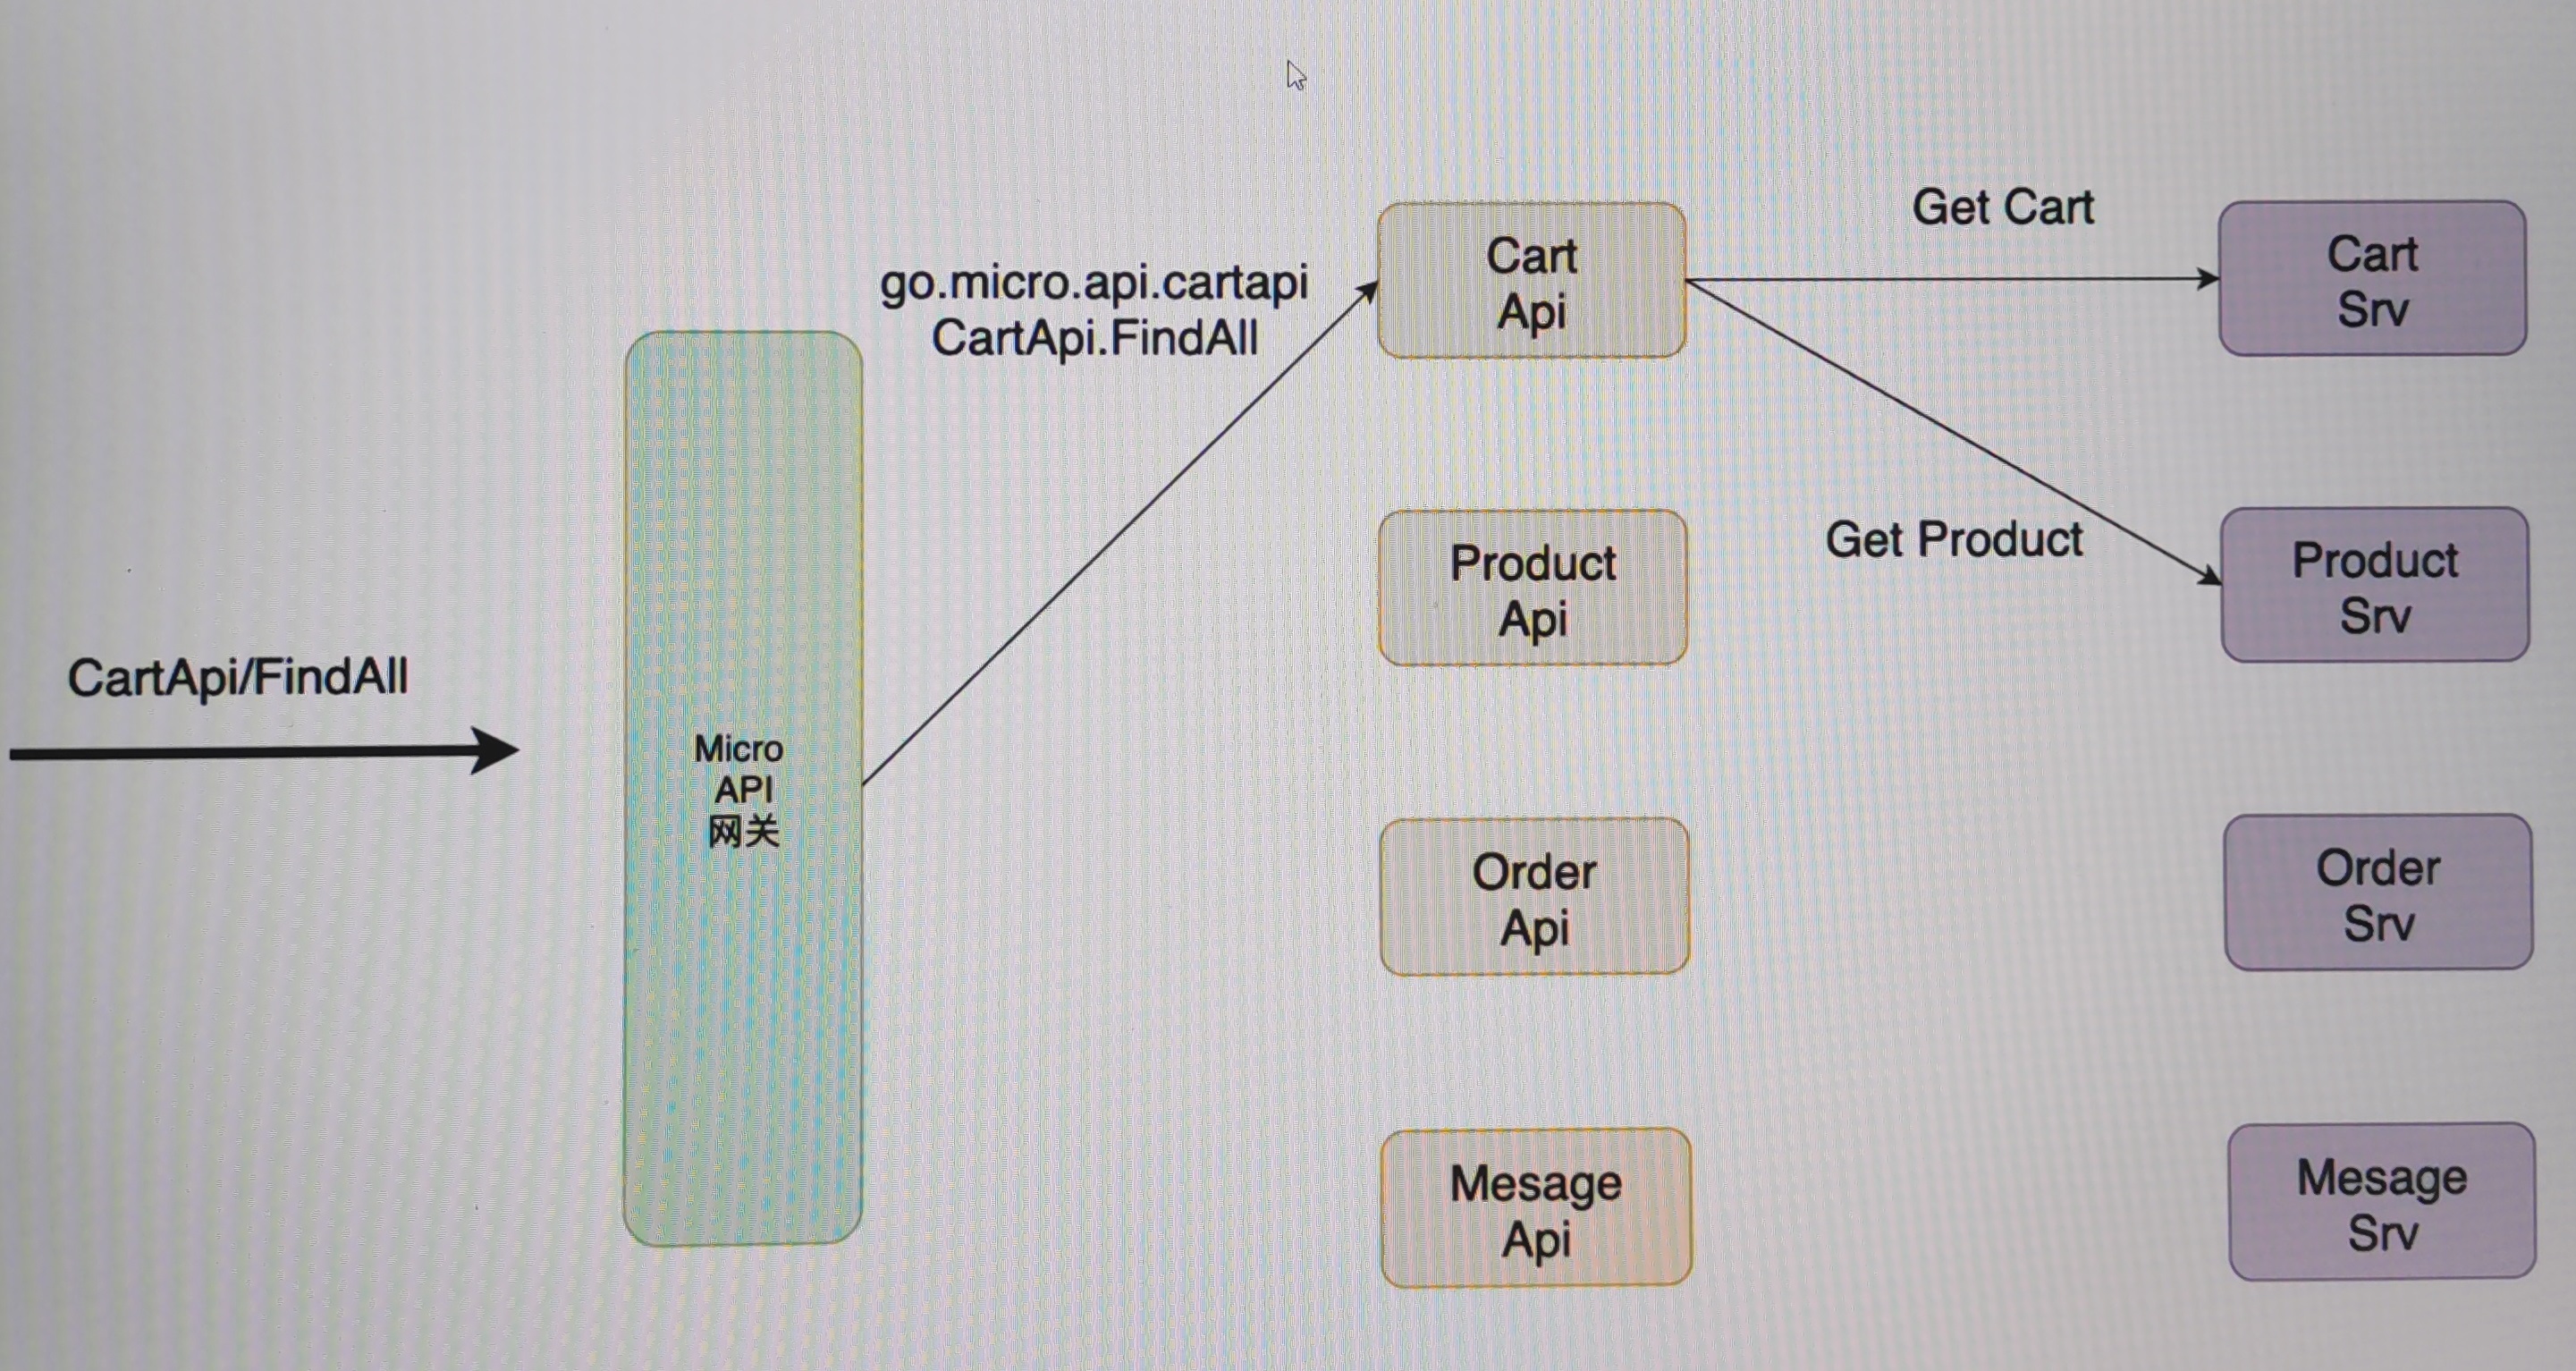 CartApi/FindAll
Micro
API
网关
go.micro.api.cartapi
CartApi.FindAll
Cart
Api
Get Cart
Cart
Srv
Product
Api
Get Product
Product
Srv
Order
Api
Order
Srv
Mesage
Api
Mesage
Srv